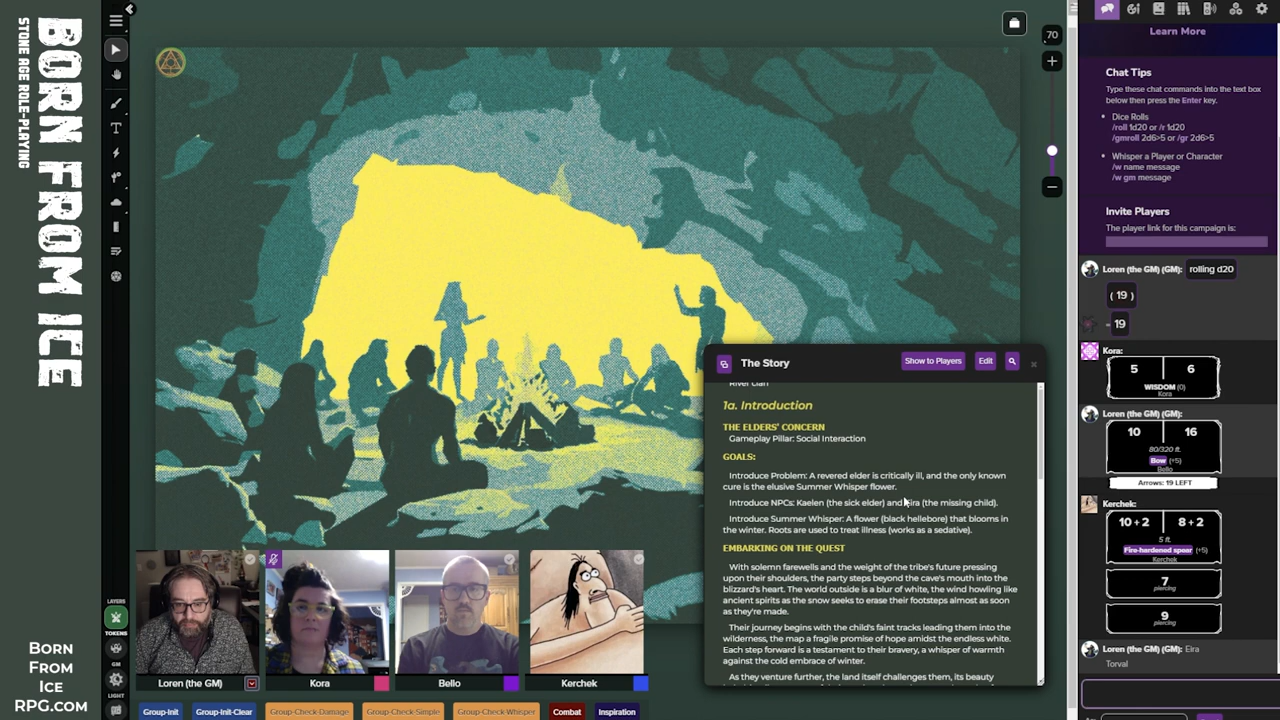 BORN FROM ICE
STONE AGE ROLE-PLAYING
LAYERS
TOKENS
GM
LIGHT
BORN
FROM
ICE
RPG.COM
70
The Story
Show to Players
Edit
River Clan
1a. Introduction
THE ELDERS' CONCERN
Gameplay Pillar: Social Interaction
GOALS:
Introduce Problem: A revered elder is critically ill, and the only known
cure is the elusive Summer Whisper flower.
Introduce NPCs: Kaelen (the sick elder) and (the missing child).
Introduce Summer Whisper: A flower (black hellebore) that blooms in
the winter. Roots are used to treat illness (works as a sedative).
EMBARKING ON THE QUEST
With solemn farewells and the weight of the tribe's future pressing
upon their shoulders, the party steps beyond the cave's mouth into the
blizzard's heart. The world outside is a blur of white, the wind howling like
ancient spirits as the snow seeks to erase their footsteps almost as soon
as they're made.
Their journey begins with the child's faint tracks leading them into the
wilderness, the map a fragile promise of hope amidst the endless white.
Each step forward is a testament to their bravery, a whisper of warmth
against the cold embrace of winter.
As they venture further, the land itself challenges them, its beauty
Loren (the GM)
Kora
Bello
Kerchek
Group-Init
Group-Init-Clear
Group-Check-Damage
Group-Check-Simple
Group-Check-Whisper
Combat
Inspiration
Learn More
Chat Tips
Type these chat commands into the text box
below then press the Enter key.
Dice Rolls
/roll 1d20 or /r 1d20
/gmroll 2d6>5 or /gr 2d6>5
Whisper a Player or Character
/w name message
/w gm message
Invite Players
The player link for this campaign is:
Loren (the GM) (GM): rolling d20
( 19 )
= 19
Kora:
5 6
WISDOM (0)
Kora
Loren (the GM) (GM):
10 16
80/320 ft.
Bow (+5)
Bello
Arrows: 19 LEFT
Kerchek:
10 + 2 8 + 2
5 ft.
Fire-hardened spear (+5)
Kerchek
7
piercing
9
piercing
Loren (the GM) (GM): Eira
Torval